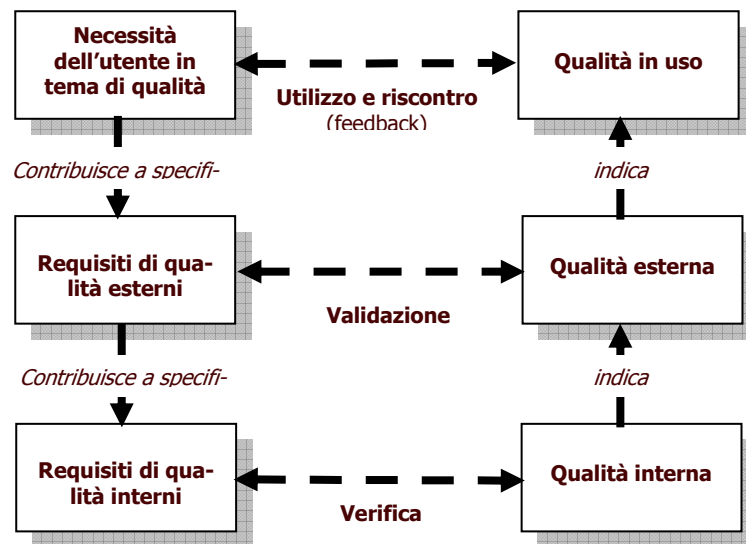 Necessità
dell'utente in
tema di qualità
Qualità in uso
Utilizzo e riscontro
(feedback)
Contribuisce a specifi-
indica
Requisiti di qua-
lità esterni
Qualità esterna
Validazione
Contribuisce a specifi-
indica
Requisiti di qua-
lità interni
Qualità interna
Verifica